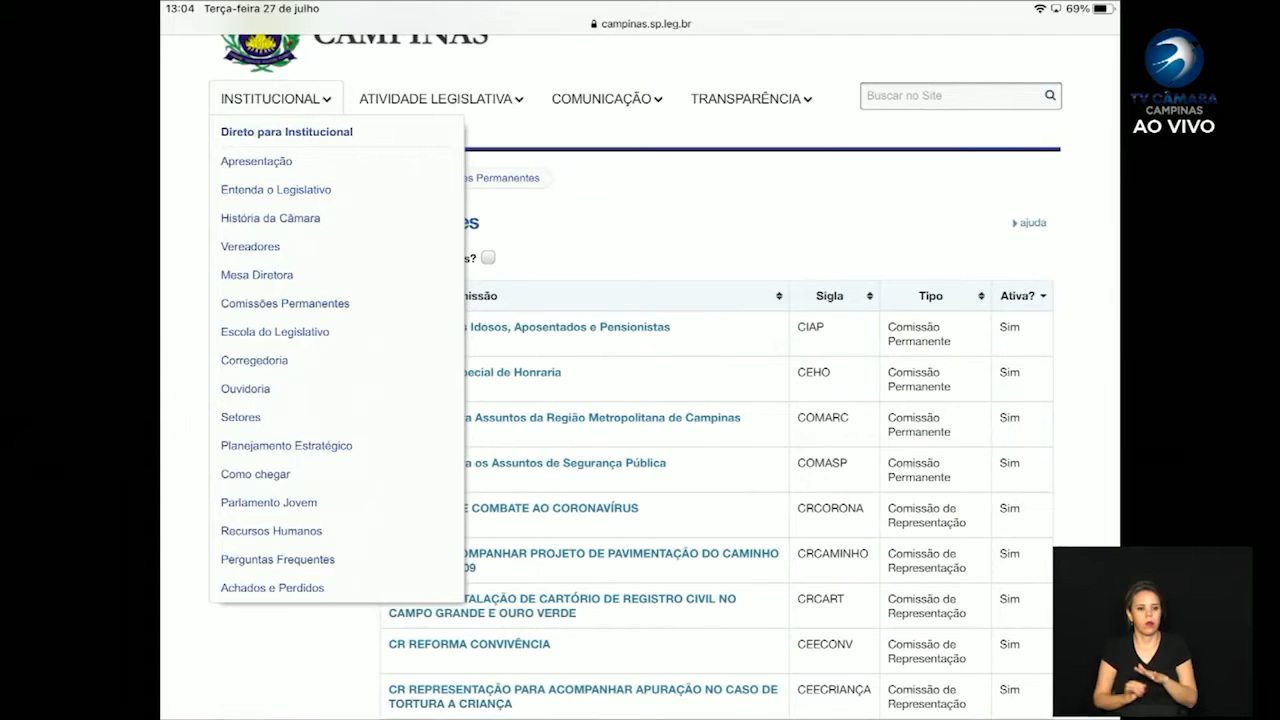 13:04 Terça-feira 27 de julho
69%
campinas.sp.leg.br
CAMPINAS
INSTITUCIONAL
ATIVIDADE LEGISLATIVA
COMUNICAÇÃO
TRANSPARÊNCIA
Buscar no Site
TV CÂMARA
CAMPINAS
AO VIVO
Direto para Institucional
Apresentação
Entenda o Legislativo
História da Câmara
Vereadores
Mesa Diretora
Comissões Permanentes
Escola do Legislativo
Corregedoria
Ouvidoria
Setores
Planejamento Estratégico
Como chegar
Parlamento Jovem
Recursos Humanos
Perguntas Frequentes
Achados e Perdidos
es Permanentes
es
ajuda
s?
issão Sigla Tipo Ativa?
s Idosos, Aposentados e Pensionistas CIAP Comissão Sim
Permanente
pecial de Honraria CEHO Comissão Sim
Permanente
a Assuntos da Região Metropolitana de Campinas COMARC Comissão Sim
Permanente
a os Assuntos de Segurança Pública COMASP Comissão Sim
Permanente
E COMBATE AO CORONAVÍRUS CRCORONA Comissão de Sim
Representação
OMPANHAR PROJETO DE PAVIMENTAÇÃO DO CAMINHO CRCAMINHO Comissão de Sim
09 Representação
STALAÇÃO DE CARTÓRIO DE REGISTRO CIVIL NO CRCART Comissão de Sim
CAMPO GRANDE E OURO VERDE Representação
CR REFORMA CONVIVÊNCIA CEECONV Comissão de Sim
Representação
CR REPRESENTAÇÃO PARA ACOMPANHAR APURAÇÃO NO CASO DE CEECRIANÇA Comissão de Sim
TORTURA A CRIANÇA Representação